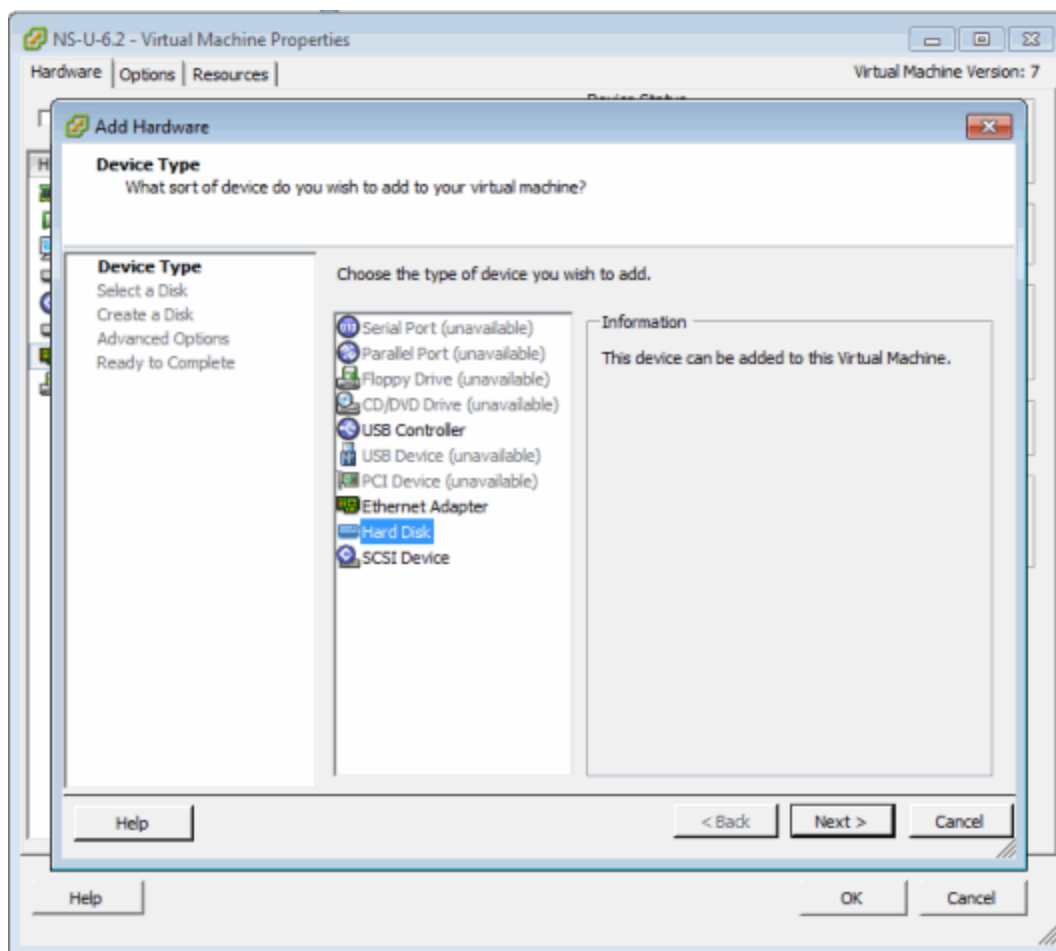 NS-U-6.2 - Virtual Machine Properties
Hardware Options Resources
Virtual Machine Version: 7
Device Status
Add Hardware
Device Type
What sort of device do you wish to add to your virtual machine?
Device Type
Select a Disk
Create a Disk
Advanced Options
Ready to Complete
Choose the type of device you wish to add.
Serial Port (unavailable)
Parallel Port (unavailable)
Floppy Drive (unavailable)
CD/DVD Drive (unavailable)
USB Controller
USB Device (unavailable)
PCI Device (unavailable)
Ethernet Adapter
Hard Disk
SCSI Device
Information
This device can be added to this Virtual Machine.
Help
< Back
Next >
Cancel
Help
OK
Cancel